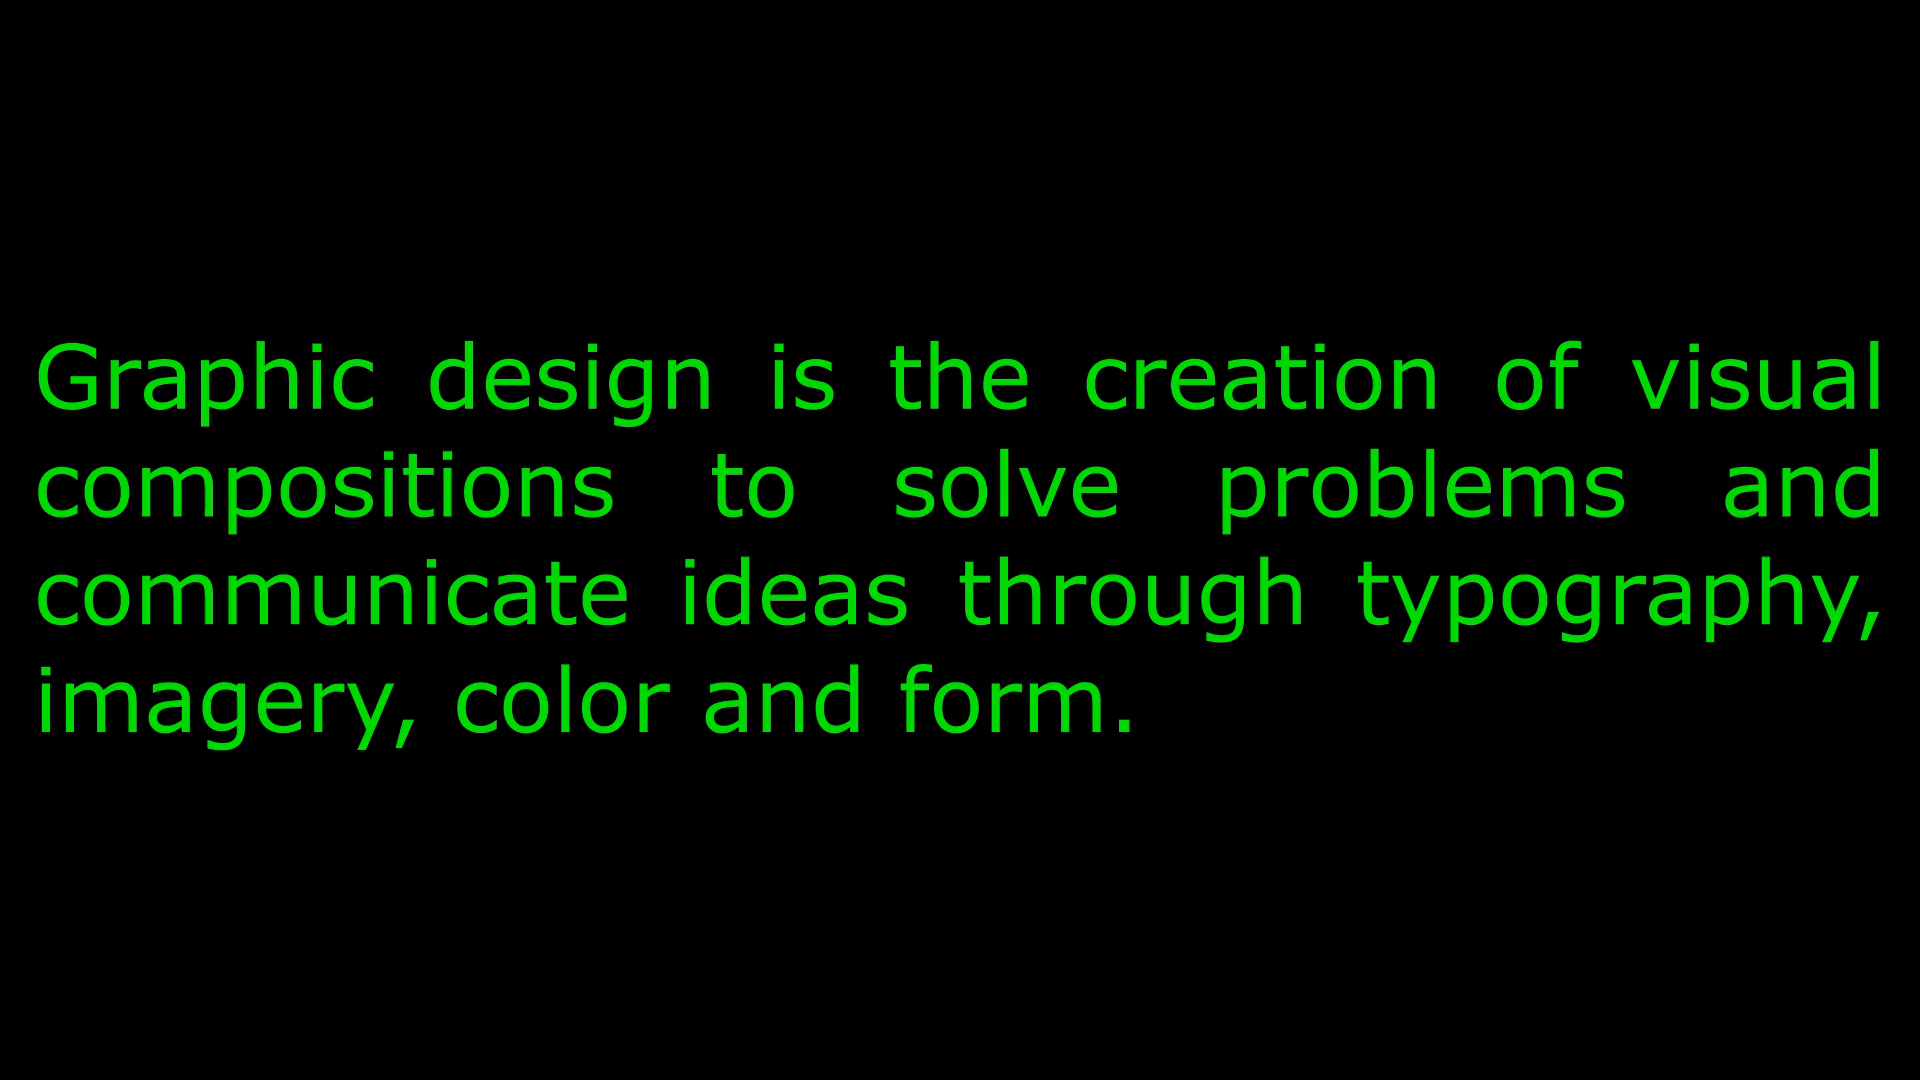 Graphic design is the creation of visual
compositions to solve problems and
communicate ideas through typography,
imagery, color and form.